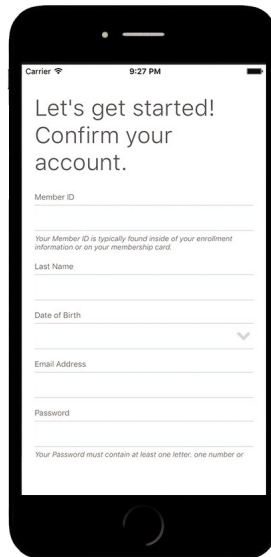 Carrier 9:27 PM
Let's get started!
Confirm your
account.
Member ID
Your Member ID is typically found inside of your enrollment
information or on your membership card.
Last Name
Date of Birth
Email Address
Password
Your Password must contain at least one letter. one number or